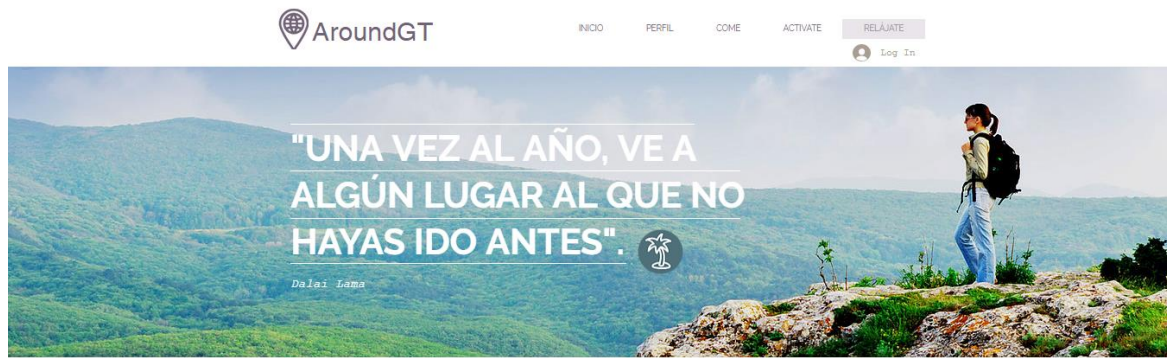 AroundGT
INICIO PERFIL COME ACTIVATE RELÁJATE
Log In
"UNA VEZ AL AÑO, VE A
ALGÚN LUGAR AL QUE NO
HAYAS IDO ANTES".
Dalai Lama